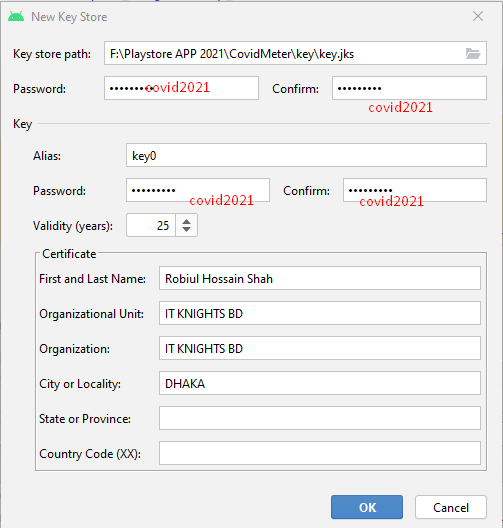 New Key Store
Key store path: F:\Playstore APP 2021\CovidMeter\key\key.jks
Password: ••••••••• covid2021 Confirm: ••••••••• covid2021
Key
Alias: key0
Password: ••••••••• covid2021 Confirm: ••••••••• covid2021
Validity (years): 25
Certificate
First and Last Name: Robiul Hossain Shah
Organizational Unit: IT KNIGHTS BD
Organization: IT KNIGHTS BD
City or Locality: DHAKA
State or Province:
Country Code (XX):
OK Cancel